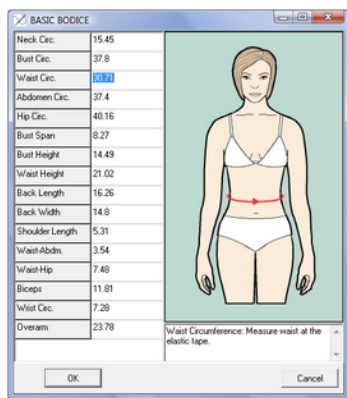 BASIC BODICE
Neck Circ. 15.45
Bust Circ. 37.8
Waist Circ. 30.71
Abdomen Circ. 37.4
Hip Circ. 40.16
Bust Span 8.27
Bust Height 14.49
Waist Height 21.02
Back Length 16.26
Back Width 14.8
Shoulder Length 5.31
Waist-Abdm. 3.54
Waist-Hip 7.48
Biceps 11.81
Wrist Circ. 7.28
Overarm 23.78
Waist Circumference: Measure waist at the
elastic tape.
OK
Cancel